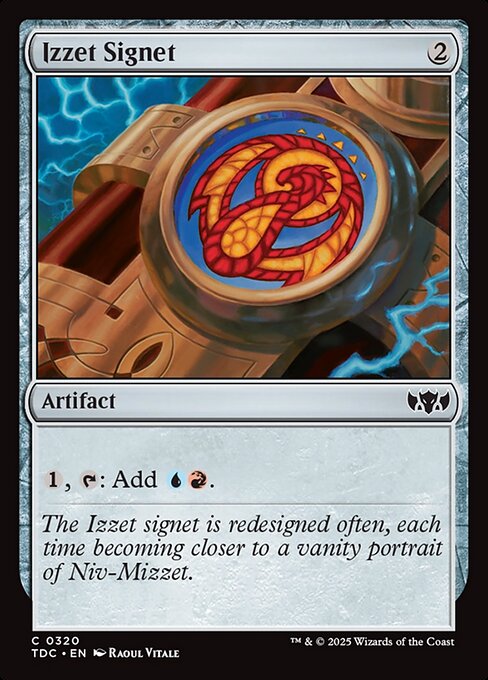 Izzet Signet 2
Artifact
1, : Add .
The Izzet signet is redesigned often, each
time becoming closer to a vanity portrait
of Niv-Mizzet.
C 0320
TDC • EN Raoul Vitale
™ & © 2025 Wizards of the Coast